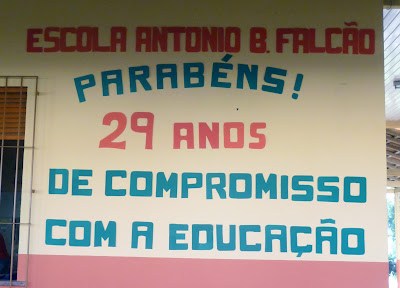 ESCOLA ANTONIO B. FALCÃO
PARABÉNS!
29 ANOS
DE COMPROMISSO
COM A EDUCAÇÃO